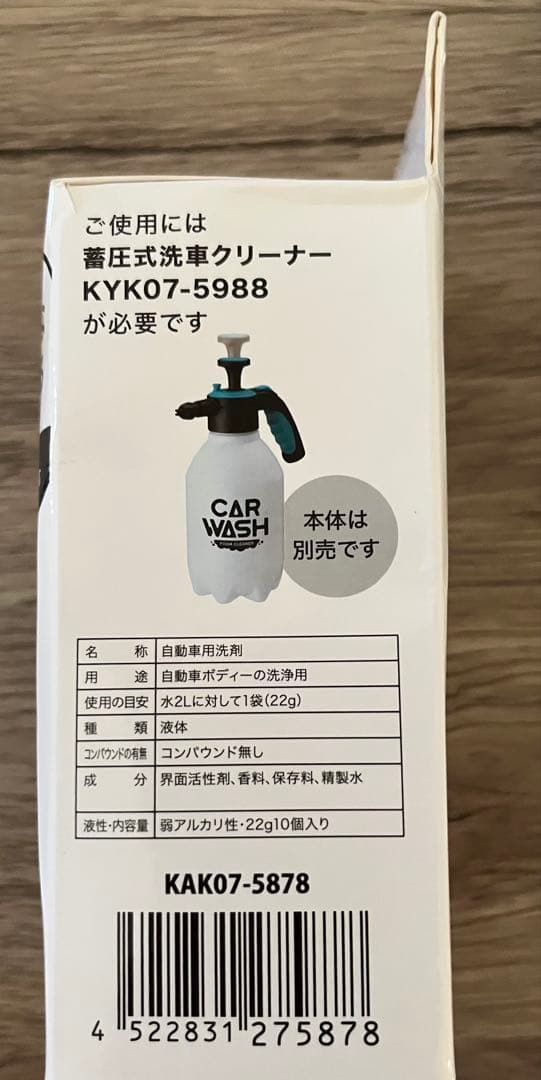 ご使用には
蓄圧式洗車クリーナー
KYK07-5988
が必要です
CAR
WASH
FOAM CLEANER
本体は
別売です
名称 自動車用洗剤
用途 自動車ボディーの洗浄用
使用の目安 水2Lに対して1袋(22g)
種類 液体
コンパウンドの有無 コンパウンド無し
成分 界面活性剤、香料、保存料、精製水
液性・内容量 弱アルカリ性・22g10個入り
KAK07-5878
4 522831 275878